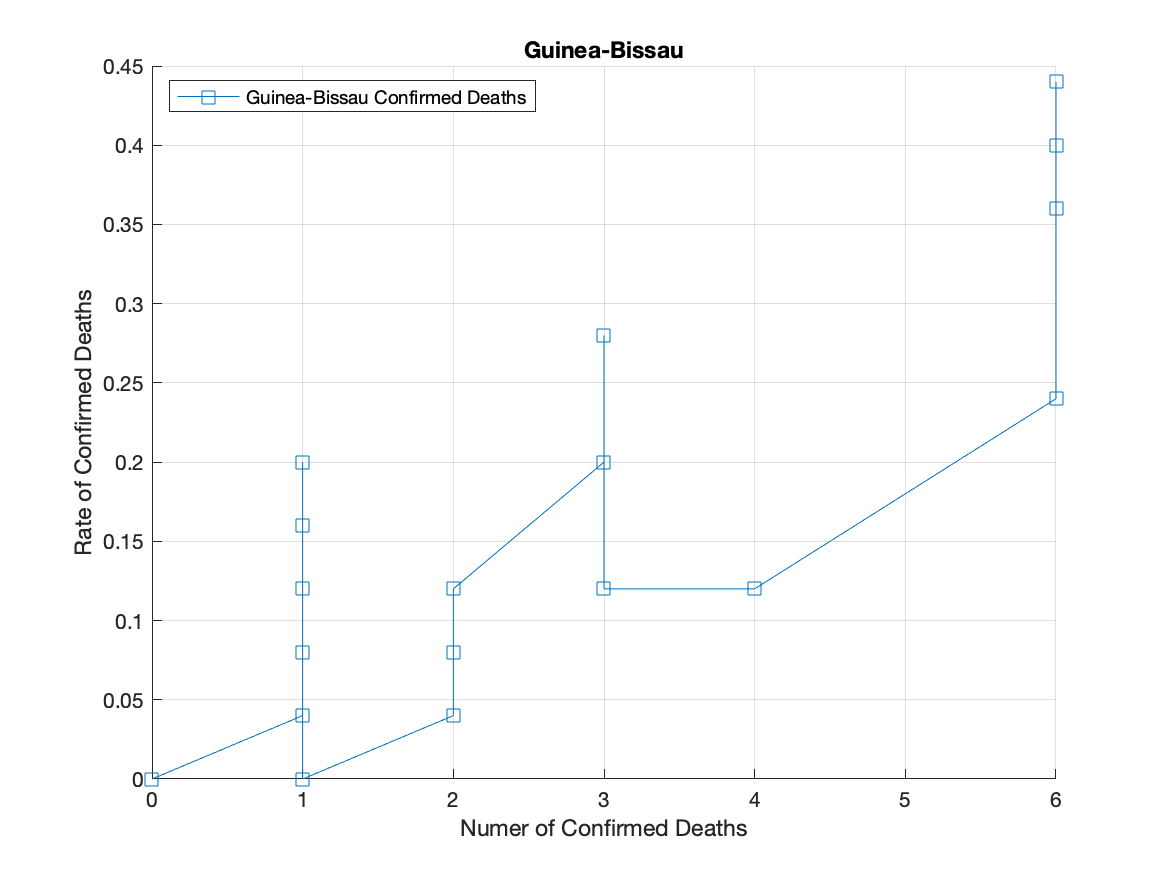 Guinea-Bissau
Guinea-Bissau Confirmed Deaths
Rate of Confirmed Deaths
0.45
0.4
0.35
0.3
0.25
0.2
0.15
0.1
0.05
0
0 1 2 3 4 5 6
Numer of Confirmed Deaths